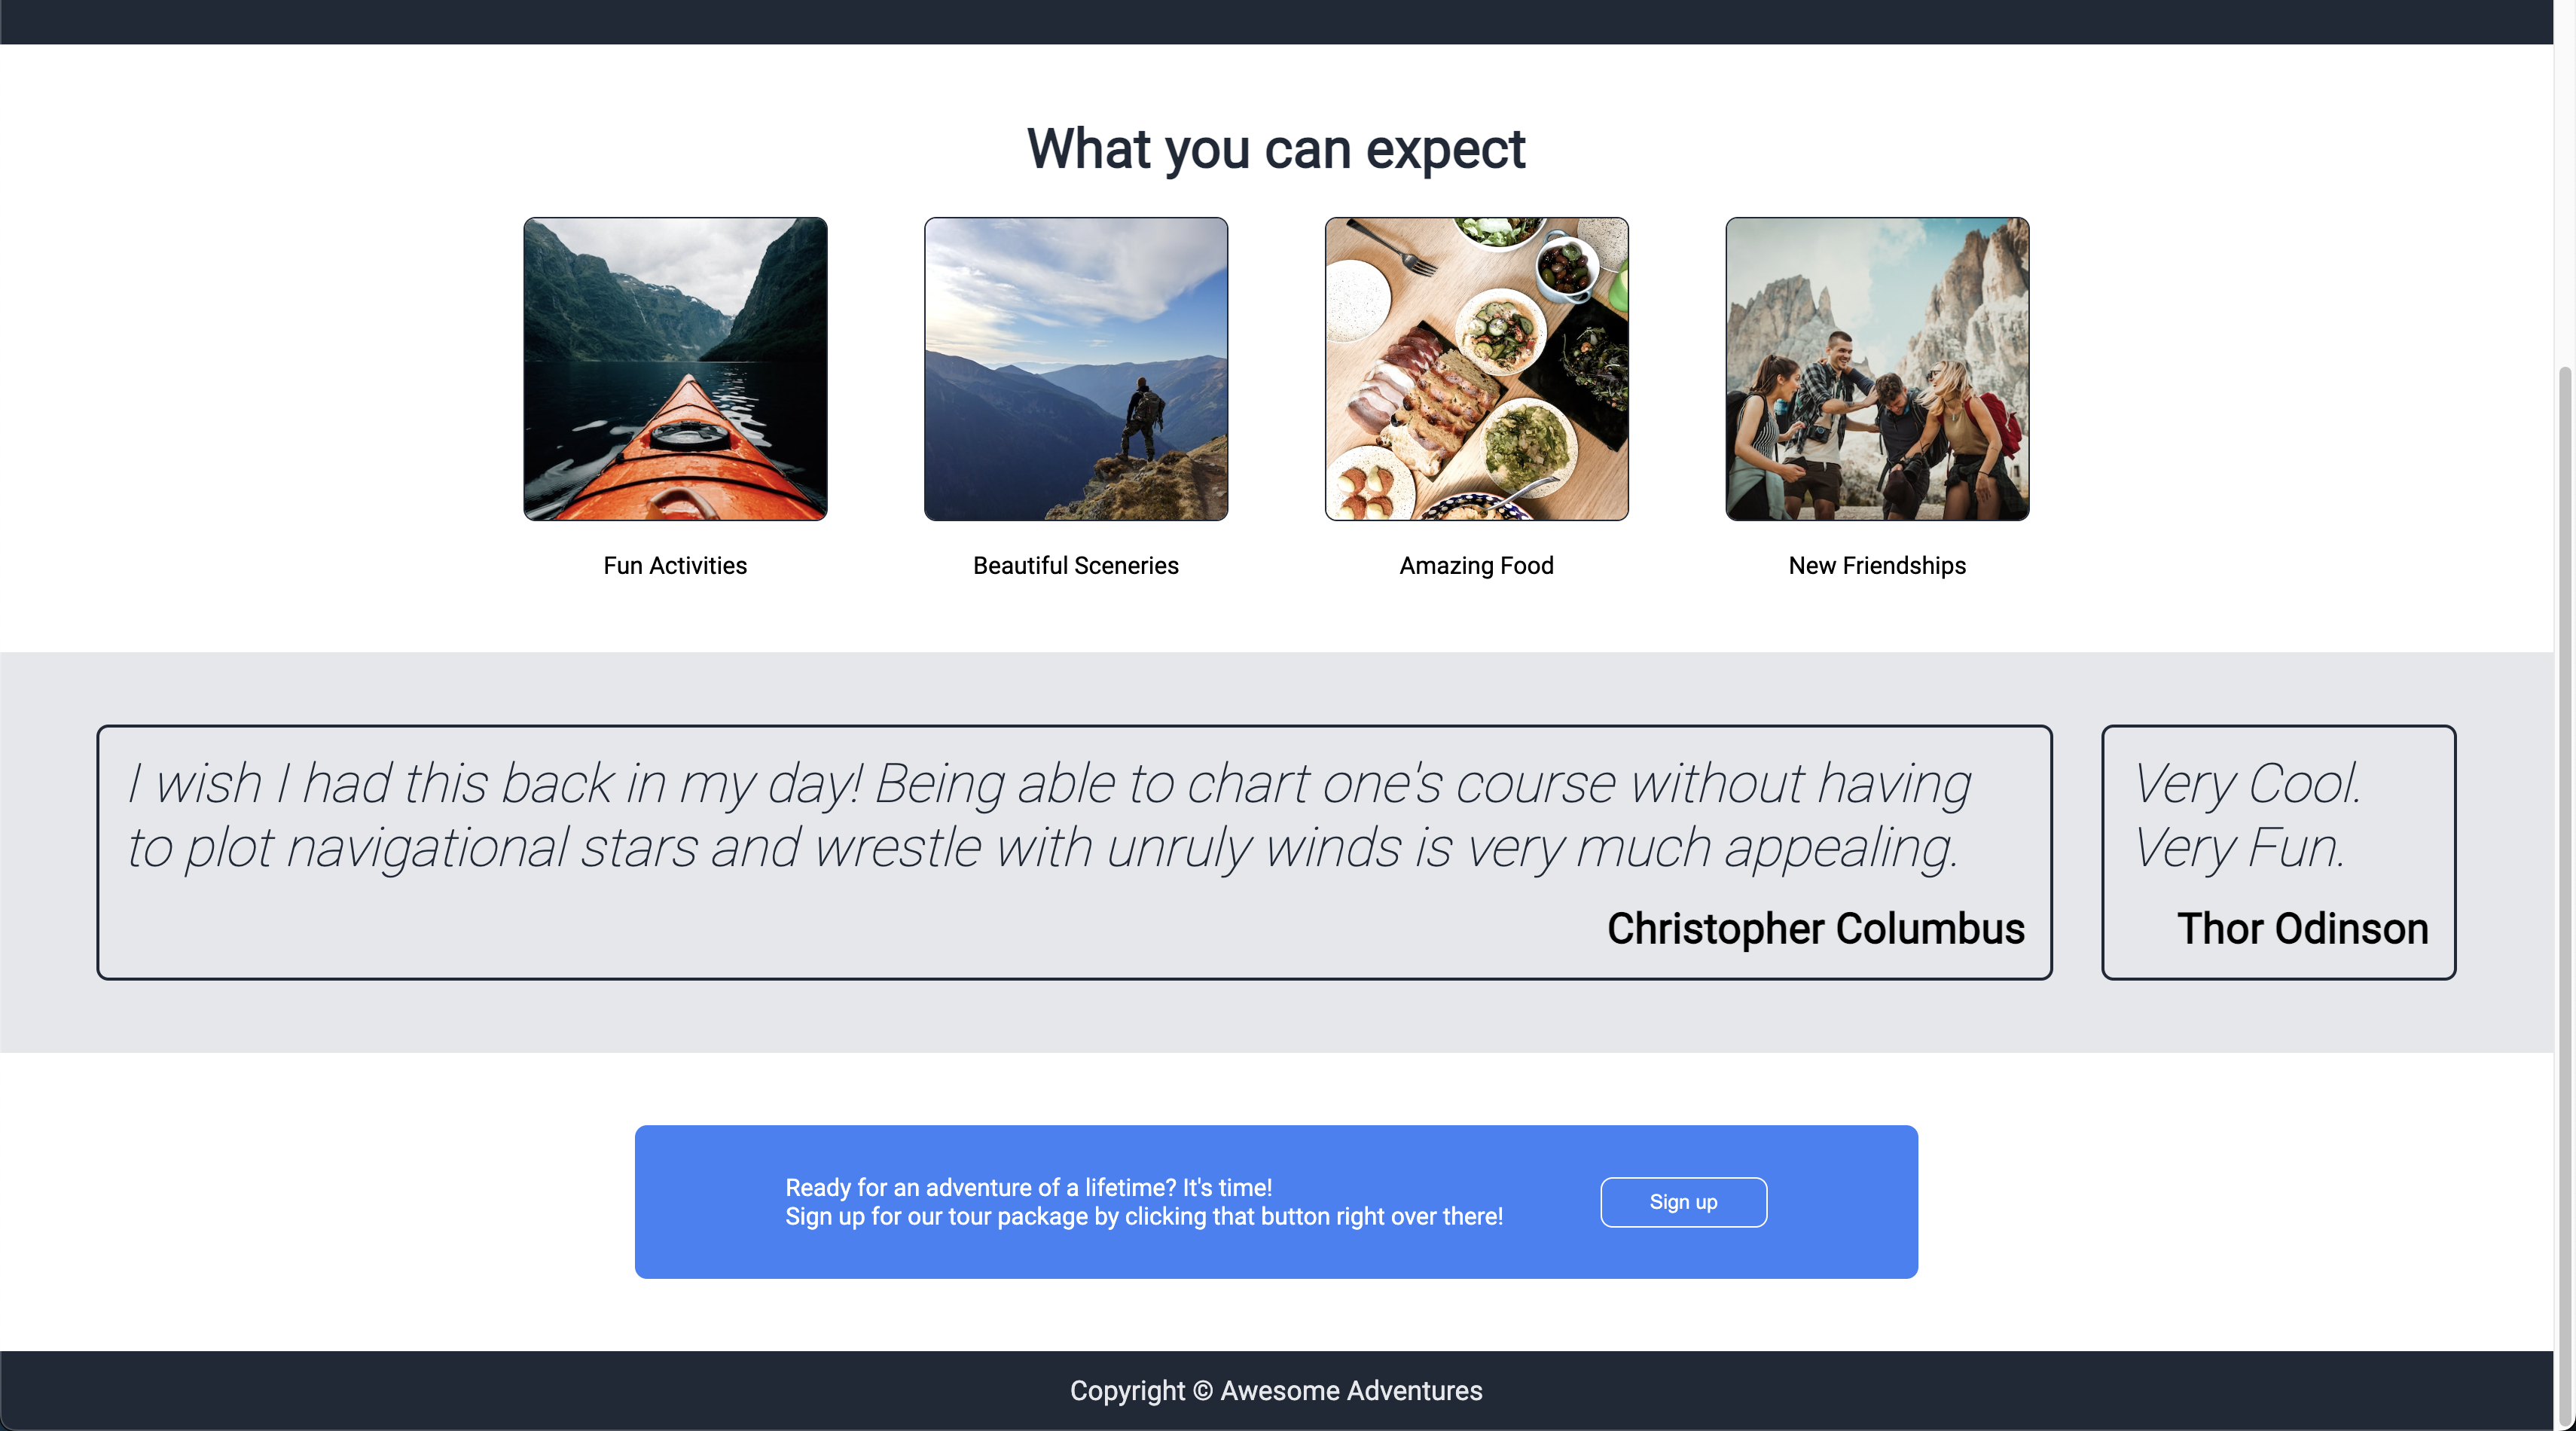 What you can expect
Fun Activities
Beautiful Sceneries
Amazing Food
New Friendships
I wish I had this back in my day! Being able to chart one's course without having
to plot navigational stars and wrestle with unruly winds is very much appealing.
Christopher Columbus
Very Cool.
Very Fun.
Thor Odinson
Ready for an adventure of a lifetime? It's time!
Sign up for our tour package by clicking that button right over there!
Sign up
Copyright © Awesome Adventures